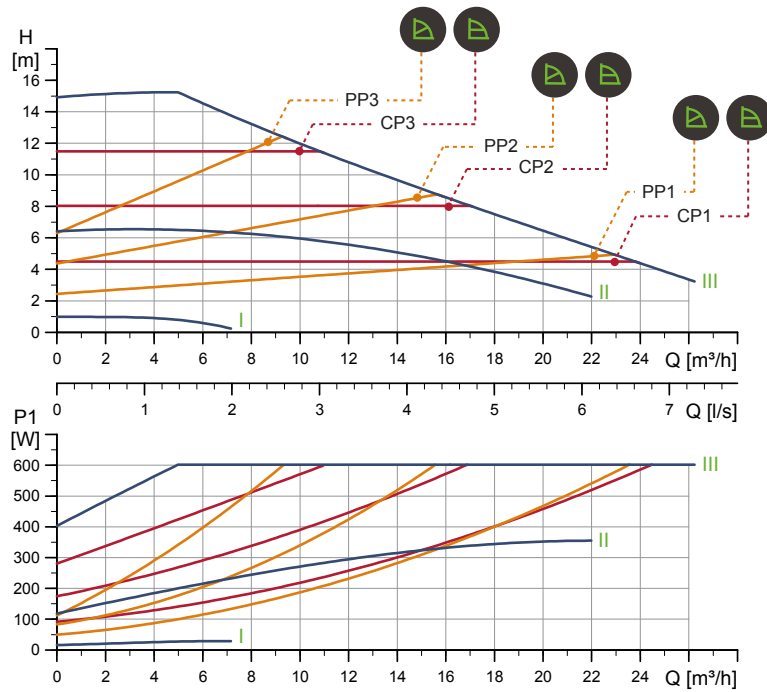 H
[m]
16
14
12
10
8
6
4
2
0
PP3
CP3
PP2
CP2
PP1
CP1
I
II
III
0 2 4 6 8 10 12 14 16 18 20 22 24 Q [m³/h]
0 1 2 3 4 5 6 7 Q [l/s]
P1
[W]
600
500
400
300
200
100
0
III
II
I
0 2 4 6 8 10 12 14 16 18 20 22 24
Q [m³/h]